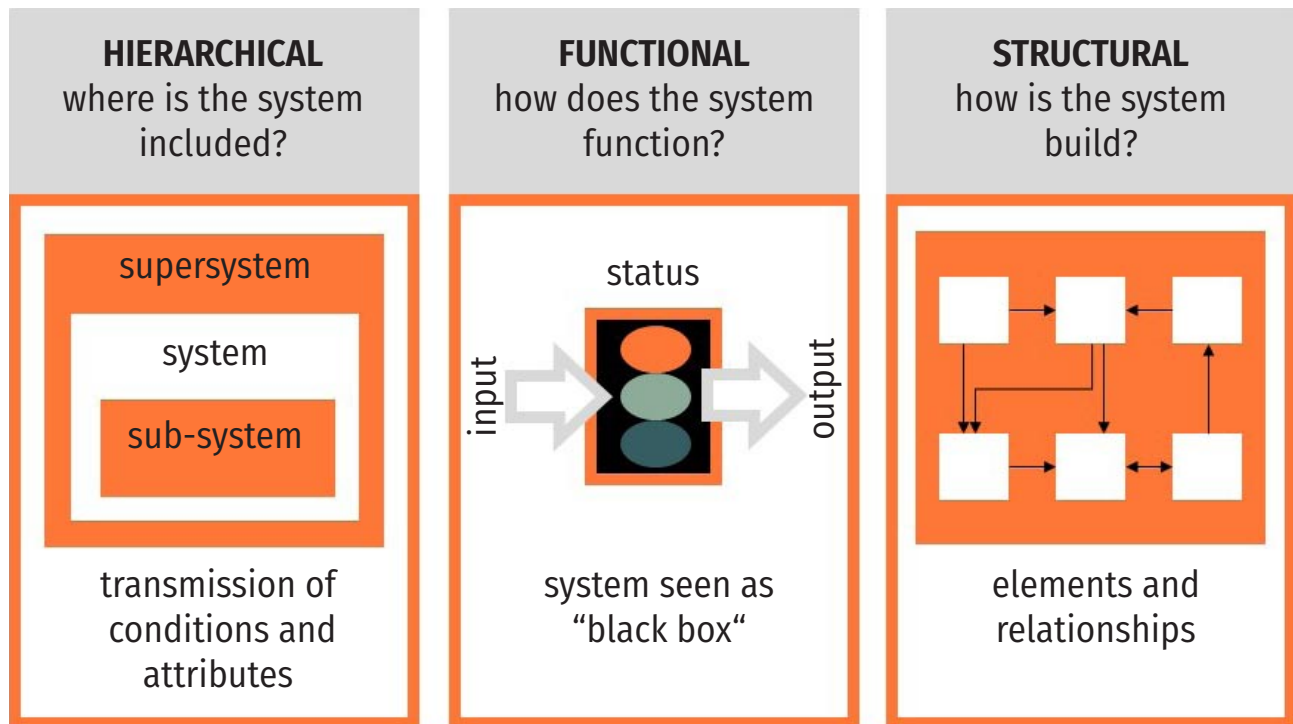 HIERARCHICAL
where is the system
included?
supersystem
system
sub-system
transmission of
conditions and
attributes
FUNCTIONAL
how does the system
function?
status
input
output
system seen as
“black box“
STRUCTURAL
how is the system
build?
elements and
relationships